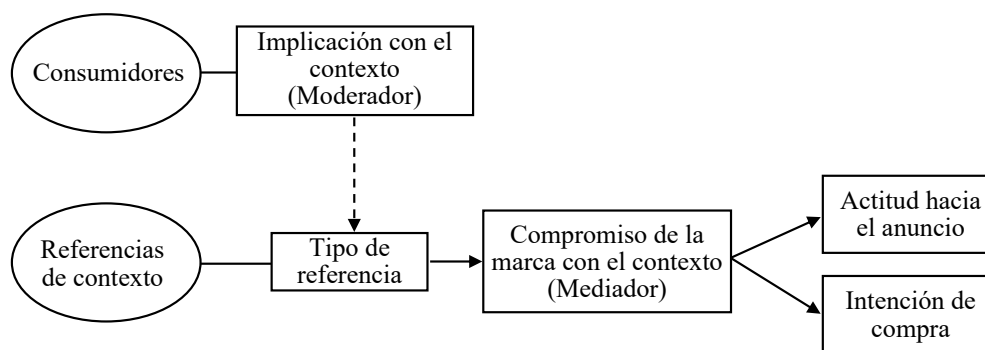 Consumidores
Implicación con el
contexto
(Moderador)
Referencias
de contexto
Tipo de
referencia
Compromiso de la
marca con el contexto
(Mediador)
Actitud hacia
el anuncio
Intención de
compra